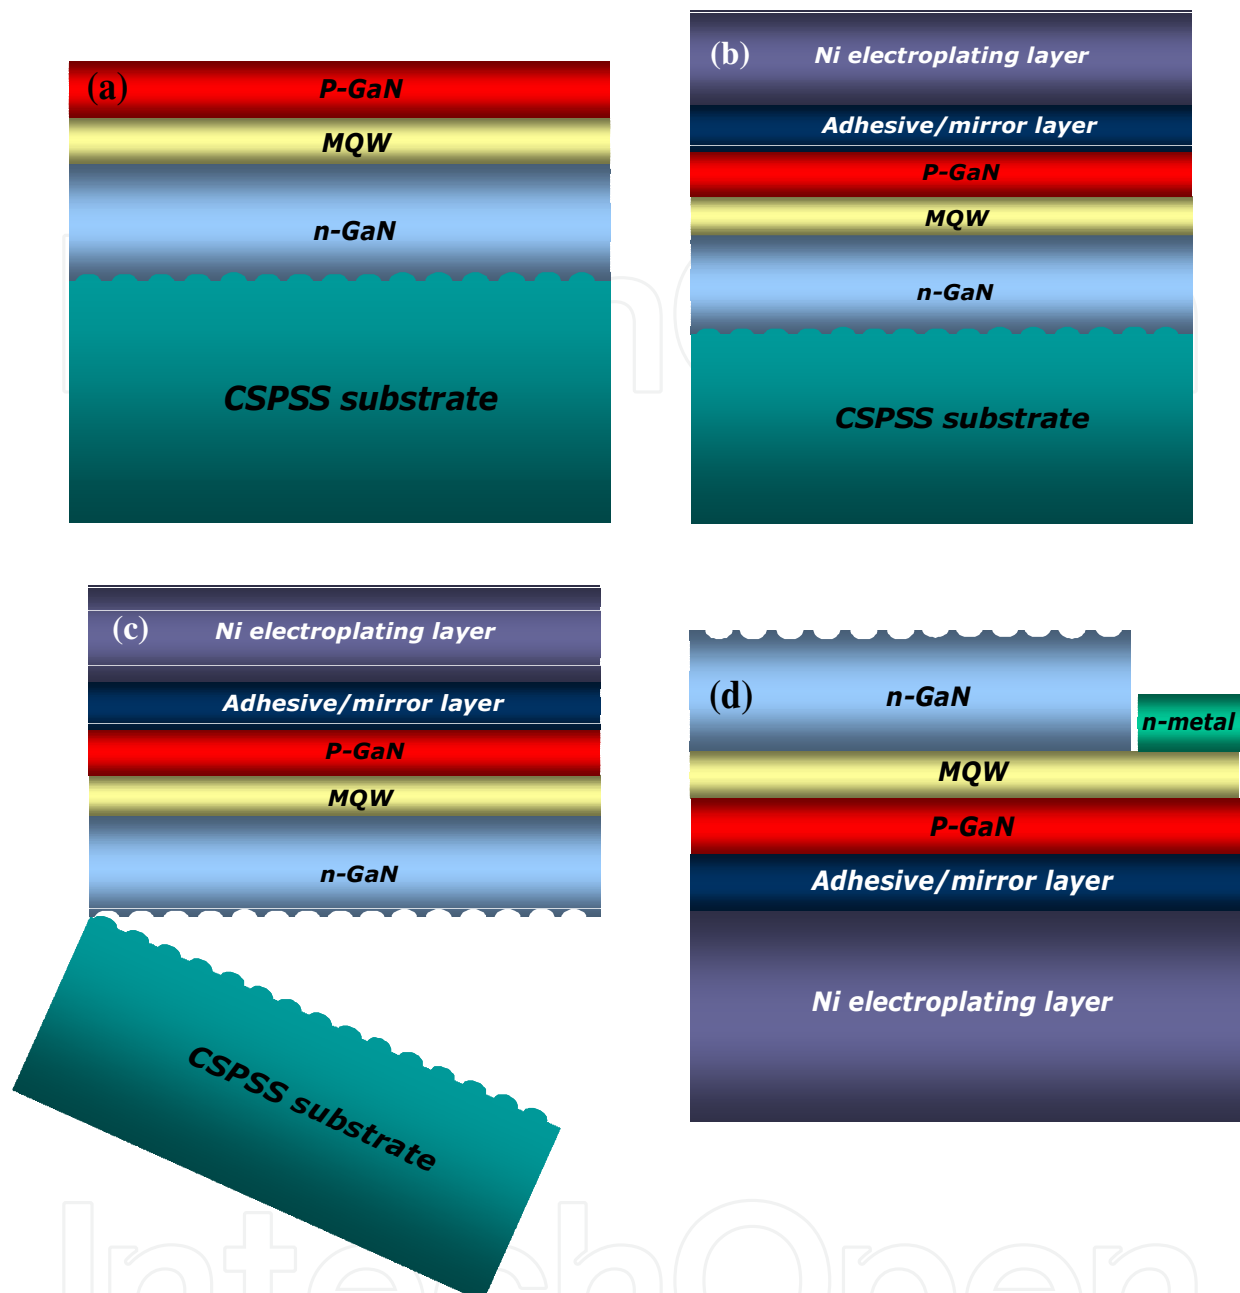 (a)
P-GaN
MQW
n-GaN
CSPSS substrate
(b)
Ni electroplating layer
Adhesive/mirror layer
P-GaN
MQW
n-GaN
CSPSS substrate
(c)
Ni electroplating layer
Adhesive/mirror layer
P-GaN
MQW
n-GaN
CSPSS substrate
(d)
n-GaN
n-metal
MQW
P-GaN
Adhesive/mirror layer
Ni electroplating layer
IntechOpen